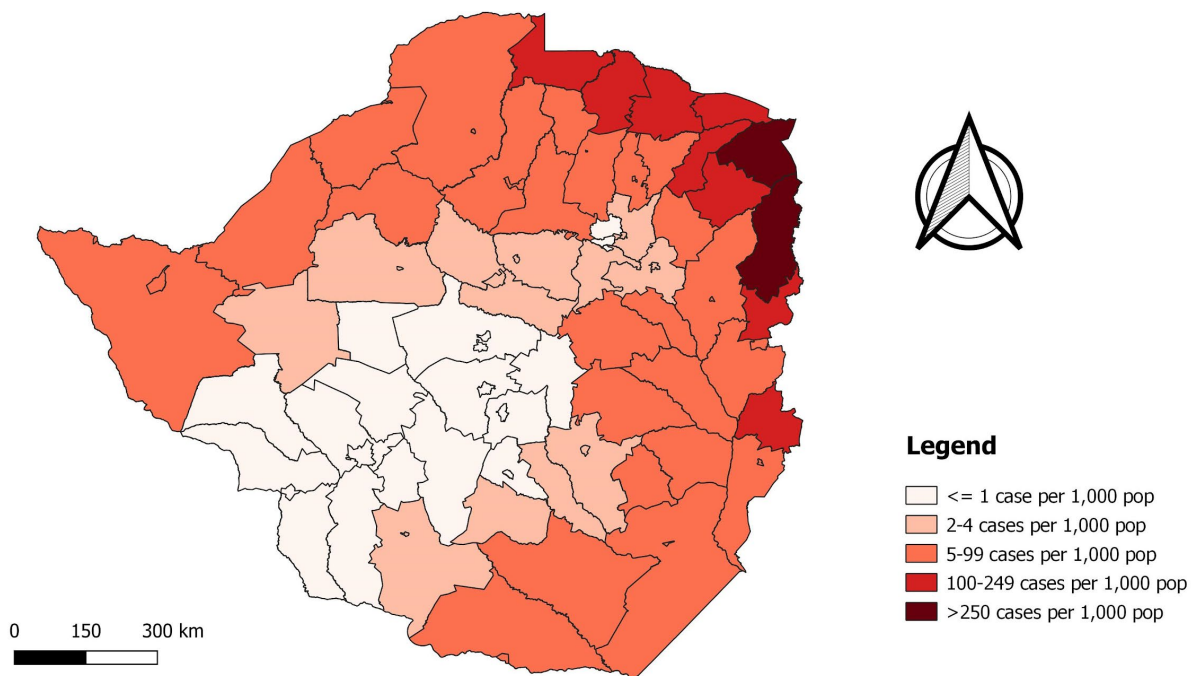 Legend
<= 1 case per 1,000 pop
2-4 cases per 1,000 pop
5-99 cases per 1,000 pop
100-249 cases per 1,000 pop
>250 cases per 1,000 pop
0 150 300 km